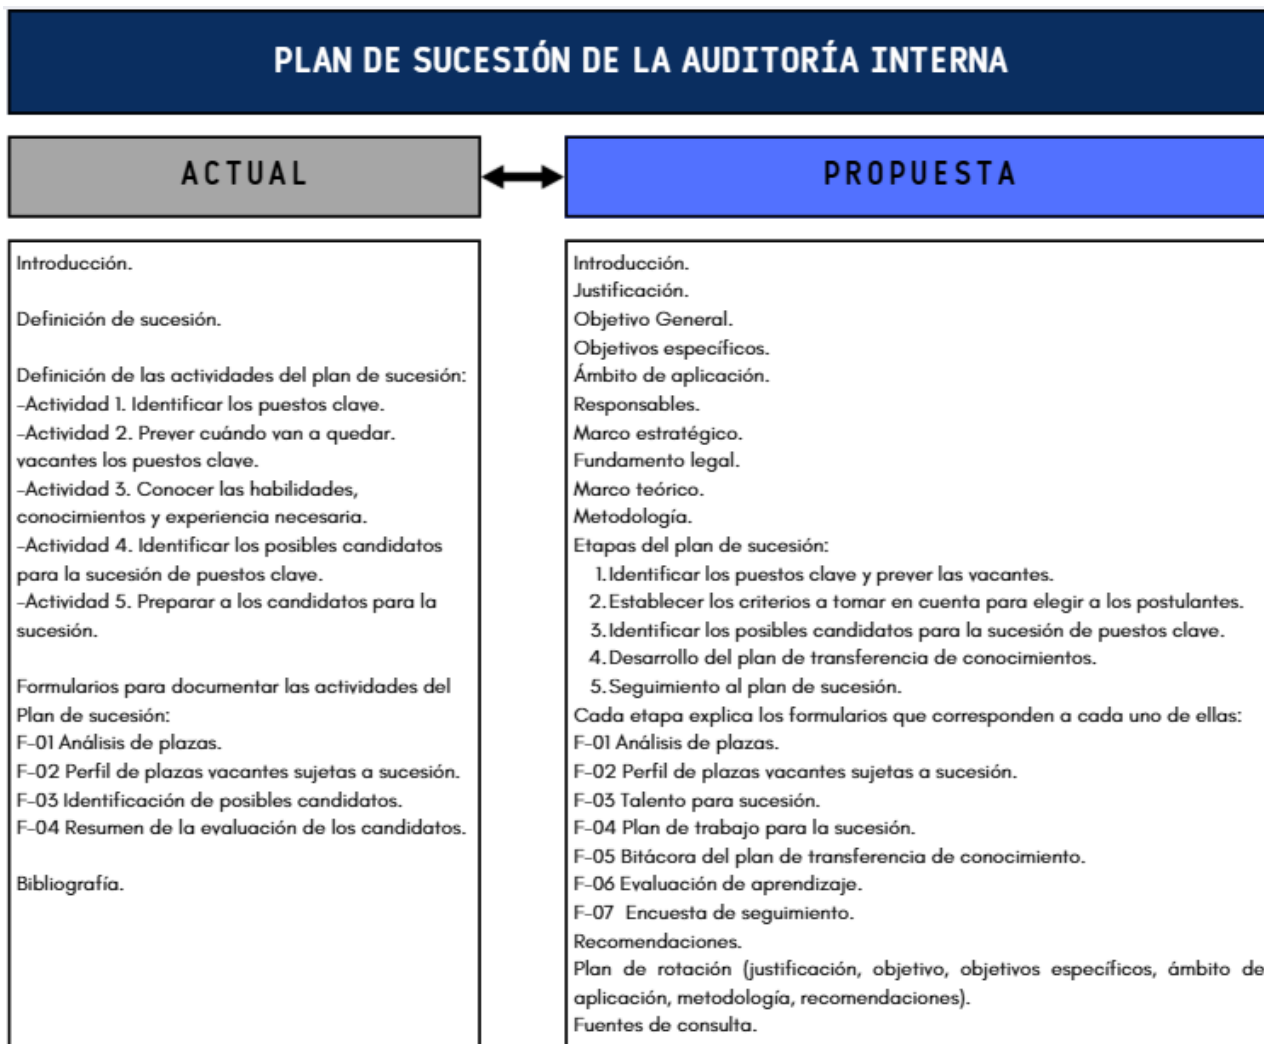 PLAN DE SUCESIÓN DE LA AUDITORÍA INTERNA
ACTUAL
Introducción.
Definición de sucesión.
Definición de las actividades del plan de sucesión:
-Actividad 1. Identificar los puestos clave.
-Actividad 2. Prever cuándo van a quedar.
vacantes los puestos clave.
-Actividad 3. Conocer las habilidades,
conocimientos y experiencia necesaria.
-Actividad 4. Identificar los posibles candidatos
para la sucesión de puestos clave.
-Actividad 5. Preparar a los candidatos para la
sucesión.
Formularios para documentar las actividades del
Plan de sucesión:
F-01 Análisis de plazas.
F-02 Perfil de plazas vacantes sujetas a sucesión.
F-03 Identificación de posibles candidatos.
F-04 Resumen de la evaluación de los candidatos.
Bibliografía.
PROPUESTA
Introducción.
Justificación.
Objetivo General.
Objetivos específicos.
Ámbito de aplicación.
Responsables.
Marco estratégico.
Fundamento legal.
Marco teórico.
Metodología.
Etapas del plan de sucesión:
1. Identificar los puestos clave y prever las vacantes.
2. Establecer los criterios a tomar en cuenta para elegir a los postulantes.
3. Identificar los posibles candidatos para la sucesión de puestos clave.
4. Desarrollo del plan de transferencia de conocimientos.
5. Seguimiento al plan de sucesión.
Cada etapa explica los formularios que corresponden a cada uno de ellas:
F-01 Análisis de plazas.
F-02 Perfil de plazas vacantes sujetas a sucesión.
F-03 Talento para sucesión.
F-04 Plan de trabajo para la sucesión.
F-05 Bitácora del plan de transferencia de conocimiento.
F-06 Evaluación de aprendizaje.
F-07 Encuesta de seguimiento.
Recomendaciones.
Plan de rotación (justificación, objetivo, objetivos específicos, ámbito de
aplicación, metodología, recomendaciones).
Fuentes de consulta.